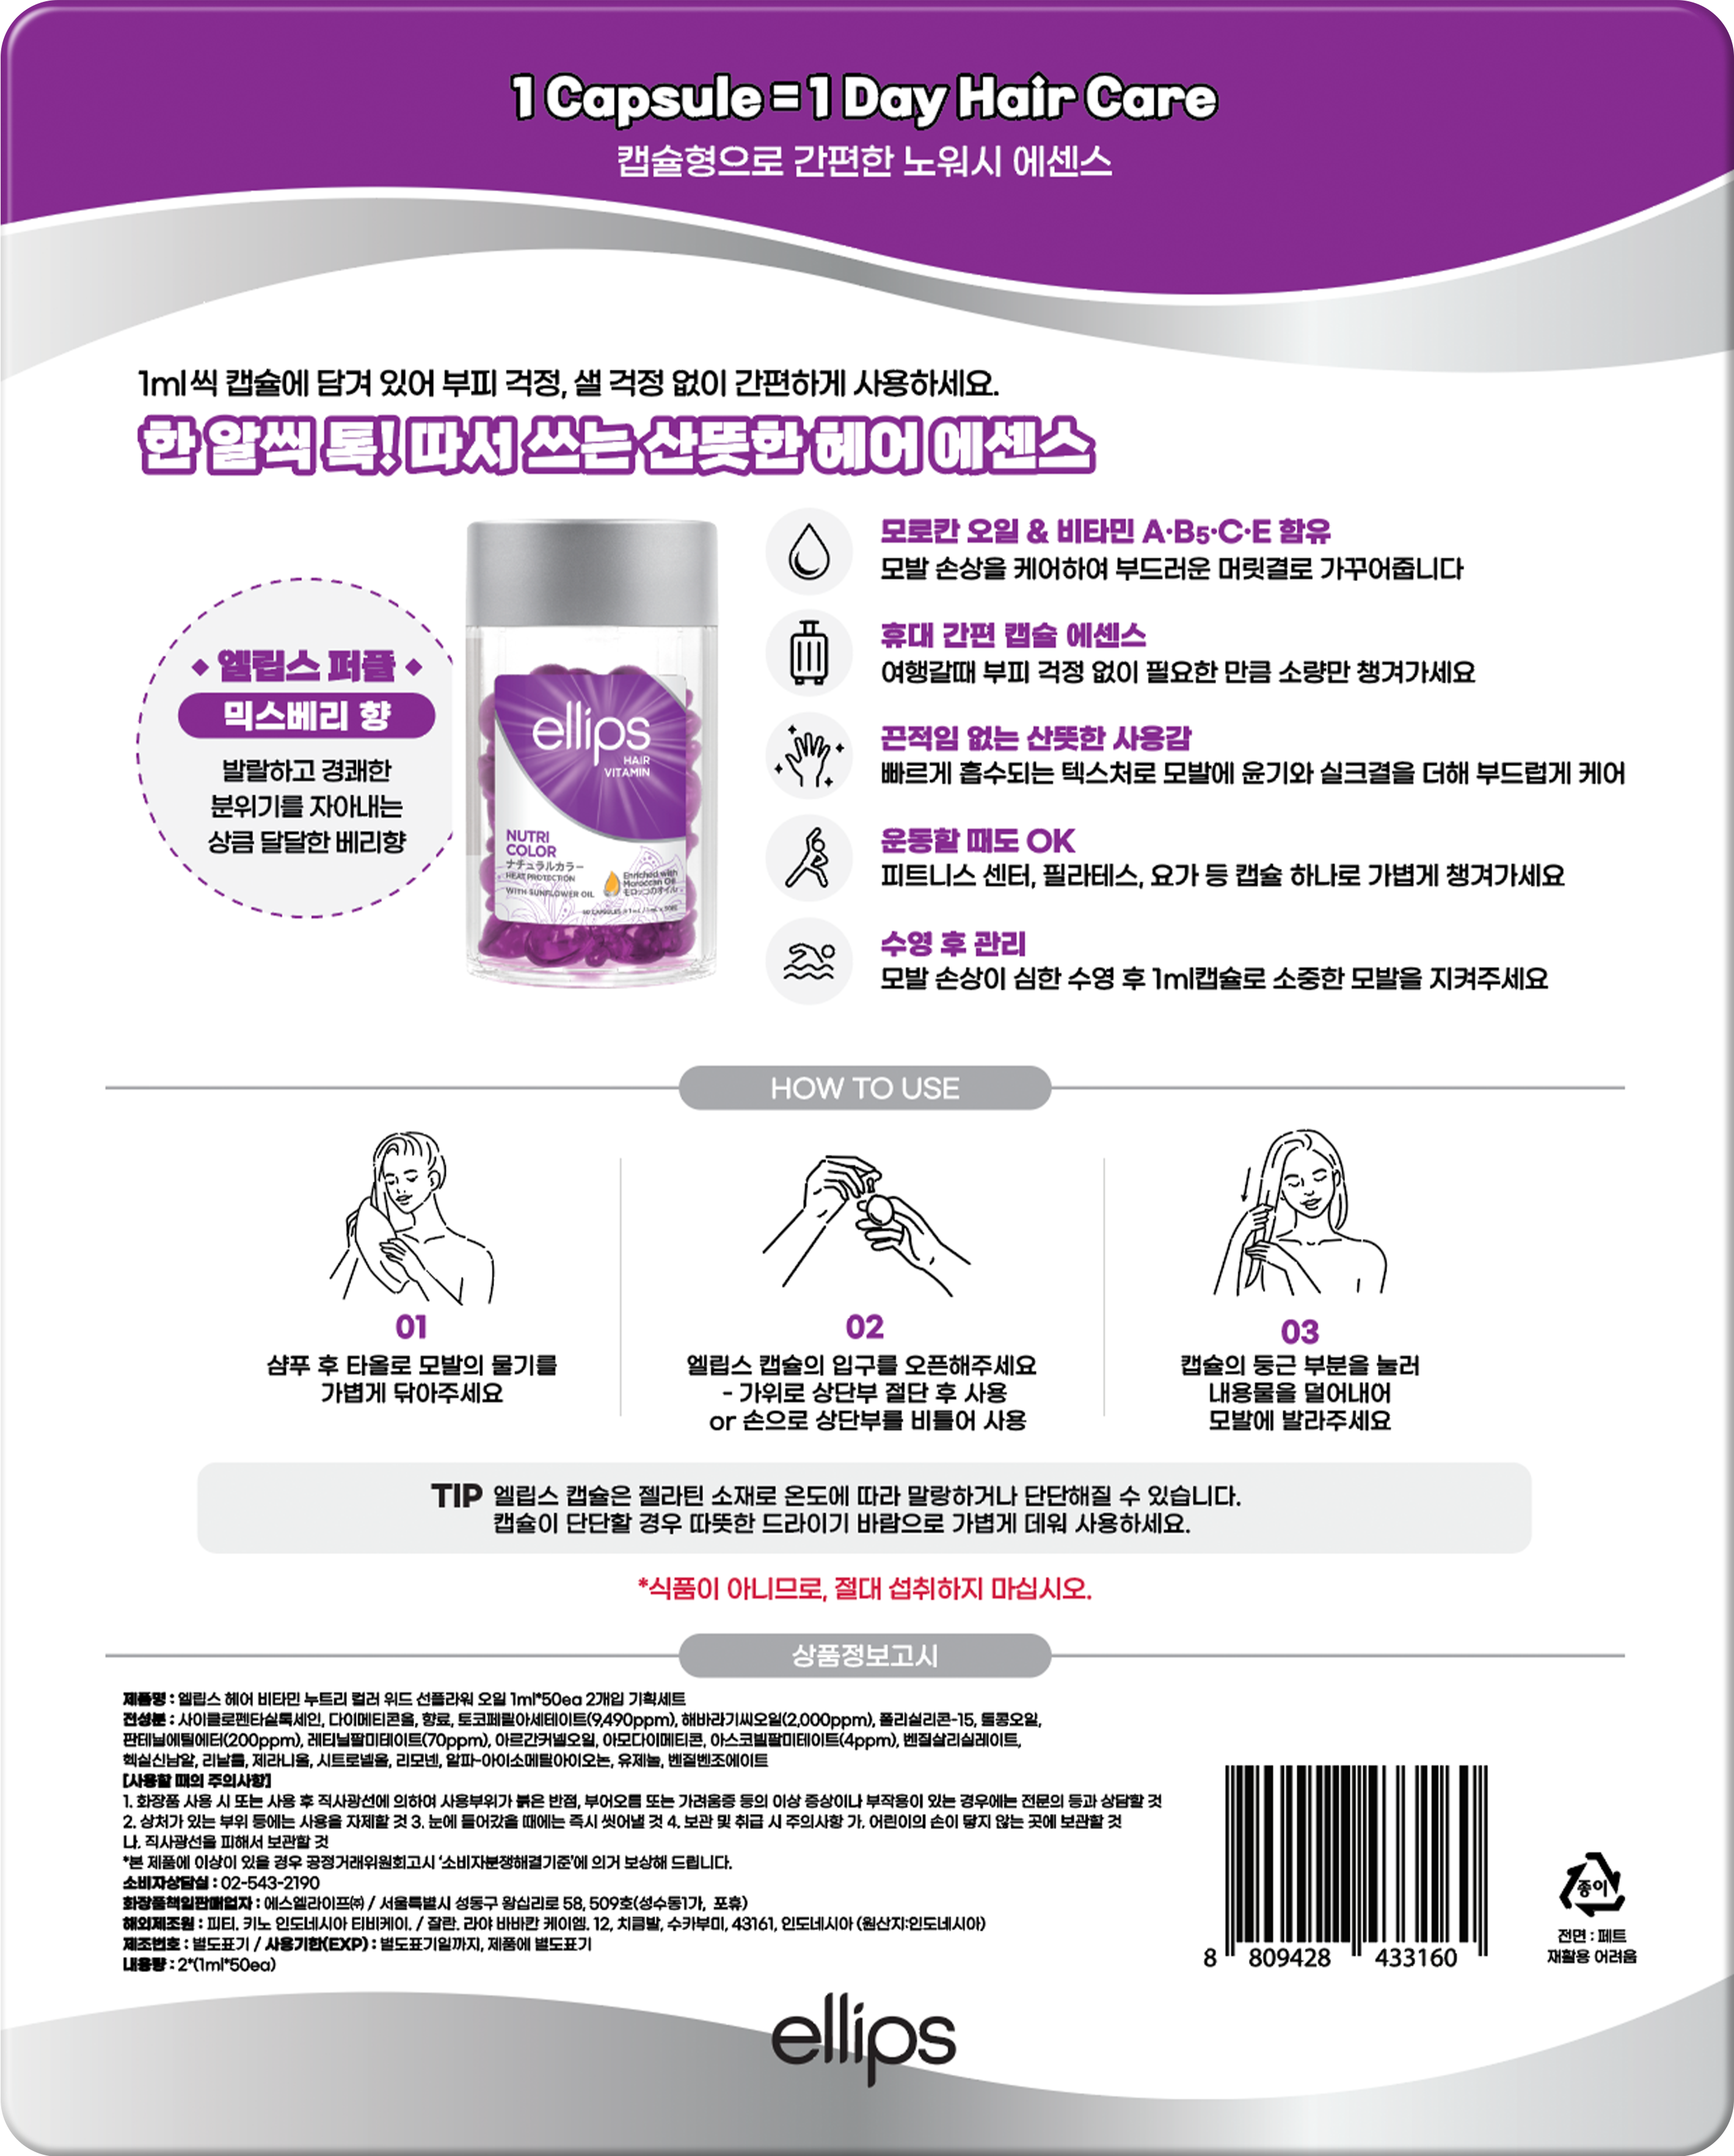 1 Capsule = 1 Day Hair Care
캡슐형으로 간편한 노워시 에센스
1ml씩 캡슐에 담겨 있어 부피 걱정, 샐 걱정 없이 간편하게 사용하세요.
한 알씩 톡! 따서 쓰는 산뜻한 헤어 에센스
◆ 엘립스 퍼플 ◆
믹스베리 향
발랄하고 경쾌한
분위기를 자아내는
상큼 달달한 베리향
ellips
HAIR
VITAMIN
NUTRI
COLOR
ナチュラルカラー
HEAT PROTECTION
WITH SUNFLOWER OIL
Enriched with
Moroccan Oil
モロッコのオイル
모로칸 오일 & 비타민 A·B5·C·E 함유
모발 손상을 케어하여 부드러운 머릿결로 가꾸어줍니다
휴대 간편 캡슐 에센스
여행갈때 부피 걱정 없이 필요한 만큼 소량만 챙겨가세요
끈적임 없는 산뜻한 사용감
빠르게 흡수되는 텍스처로 모발에 윤기와 실크결을 더해 부드럽게 케어
운동할 때도 OK
피트니스 센터, 필라테스, 요가 등 캡슐 하나로 가볍게 챙겨가세요
수영 후 관리
모발 손상이 심한 수영 후 1ml캡슐로 소중한 모발을 지켜주세요
HOW TO USE
01
샴푸 후 타올로 모발의 물기를
가볍게 닦아주세요
02
엘립스 캡슐의 입구를 오픈해주세요
- 가위로 상단부 절단 후 사용
or 손으로 상단부를 비틀어 사용
03
캡슐의 둥근 부분을 눌러
내용물을 덜어내어
모발에 발라주세요
TIP 엘립스 캡슐은 젤라틴 소재로 온도에 따라 말랑하거나 단단해질 수 있습니다.
캡슐이 단단할 경우 따뜻한 드라이기 바람으로 가볍게 데워 사용하세요.
*식품이 아니므로, 절대 섭취하지 마십시오.
상품정보고시
제품명 : 엘립스 헤어 비타민 누트리 컬러 위드 선플라워 오일 1ml*50ea 2개입 기획세트
전성분 : 사이클로펜타실록세인, 다이메티콘올, 향료, 토코페릴아세테이트(9,490ppm), 해바라기씨오일(2,000ppm), 폴리실리콘-15, 돌콩오일,
판테닐에틸에터(200ppm), 레티닐팔미테이트(70ppm), 아르간커넬오일, 아모다이메티콘, 아스코빌팔미테이트(4ppm), 벤질살리실레이트,
헥실신남알, 리날룰, 제라니올, 시트로넬올, 리모넨, 알파-아이소메틸아이오논, 유제놀, 벤질벤조에이트
[사용할 때의 주의사항]
1. 화장품 사용 시 또는 사용 후 직사광선에 의하여 사용부위가 붉은 반점, 부어오름 또는 가려움증 등의 이상 증상이나 부작용이 있는 경우에는 전문의 등과 상담할 것
2. 상처가 있는 부위 등에는 사용을 자제할 것 3. 눈에 들어갔을 때에는 즉시 씻어낼 것 4. 보관 및 취급 시 주의사항 가. 어린이의 손이 닿지 않는 곳에 보관할 것
나. 직사광선을 피해서 보관할 것
*본 제품에 이상이 있을 경우 공정거래위원회고시 '소비자분쟁해결기준'에 의거 보상해 드립니다.
소비자상담실 : 02-543-2190
화장품책임판매업자 : 에스엘라이프㈜ / 서울특별시 성동구 왕십리로 58, 509호(성수동1가, 포휴)
해외제조원 : 피티. 키노 인도네시아 티비케이. / 잘란. 라야 바바칸 케이엠. 12, 치큼발, 수카부미, 43161, 인도네시아 (원산지:인도네시아)
제조번호 : 별도표기 / 사용기한(EXP) : 별도표기일까지, 제품에 별도표기
내용량 : 2*(1ml*50ea)
8 809428 433160
종이
전면 : 페트
재활용 어려움
ellips